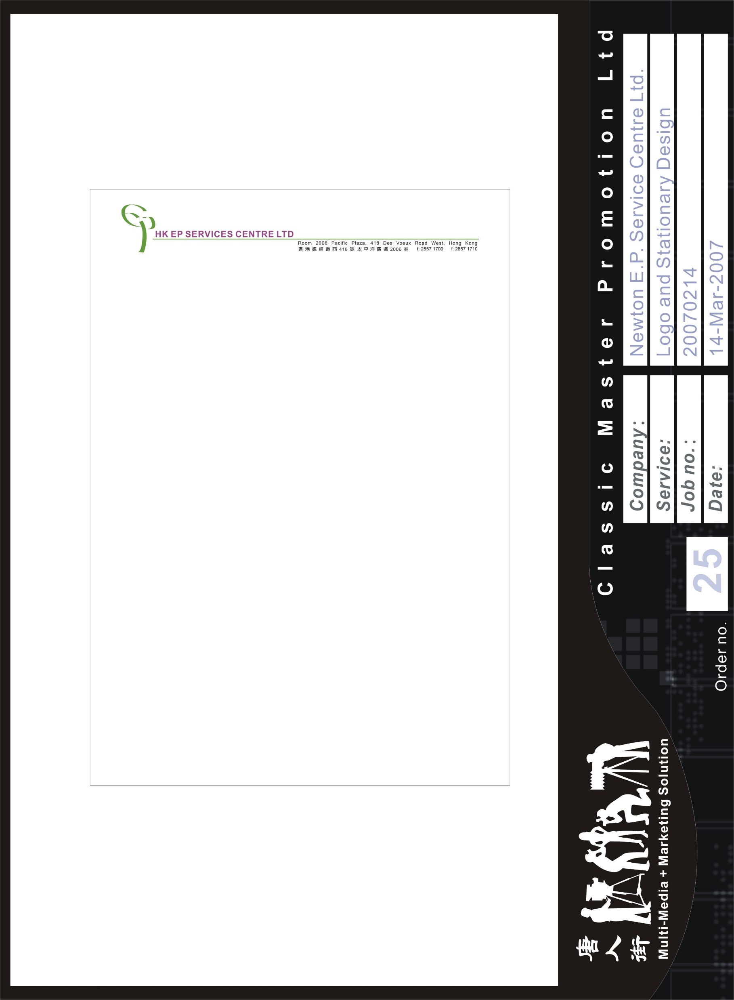 HK EP SERVICES CENTRE LTD
Room 2006 Pacific Plaza, 418 Des Voeux Road West, Hong Kong
香港德輔道西418號太平洋廣場2006室 t: 2857 1709 f: 2857 1710
Classic Master Promotion Ltd
Company: Newton E.P. Service Centre Ltd.
Service: Logo and Stationary Design
Job no. : 20070214
Date: 14-Mar-2007
Order no. 25
唐人街
Multi-Media + Marketing Solution